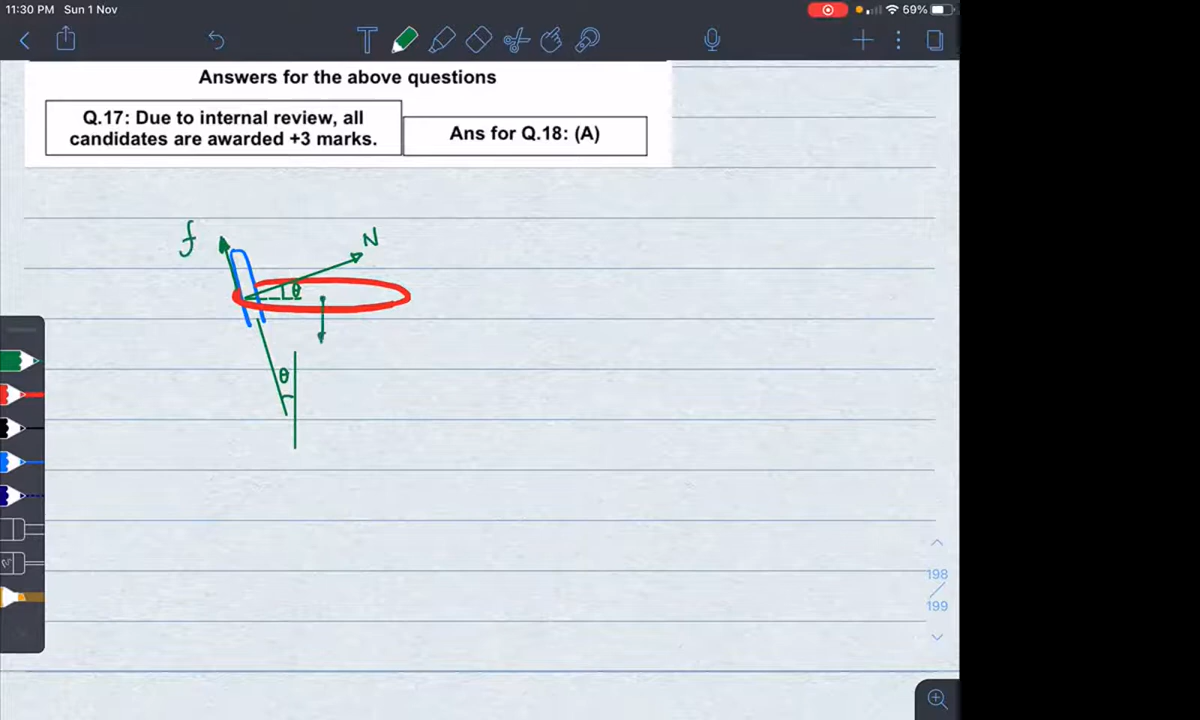 11:30 PM Sun 1 Nov
59%
T
Answers for the above questions
Q.17: Due to internal review, all
candidates are awarded +3 marks.
Ans for Q.18: (A)
f
N
θ
θ
198
199